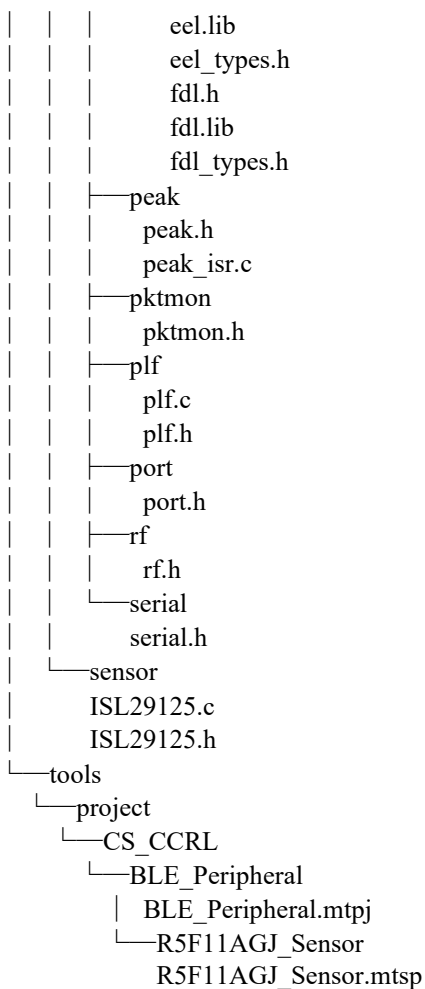 │ │ │ eel.lib
│ │ │ eel_types.h
│ │ │ fdl.h
│ │ │ fdl.lib
│ │ │ fdl_types.h
│ │ ├──peak
│ │ │ peak.h
│ │ │ peak_isr.c
│ │ ├──pktmon
│ │ │ pktmon.h
│ │ ├──plf
│ │ │ plf.c
│ │ │ plf.h
│ │ ├──port
│ │ │ port.h
│ │ ├──rf
│ │ │ rf.h
│ │ └──serial
│ │ serial.h
│ └──sensor
│ ISL29125.c
│ ISL29125.h
└──tools
└──project
└──CS_CCRL
└──BLE_Peripheral
│ BLE_Peripheral.mtpj
└──R5F11AGJ_Sensor
R5F11AGJ_Sensor.mtsp